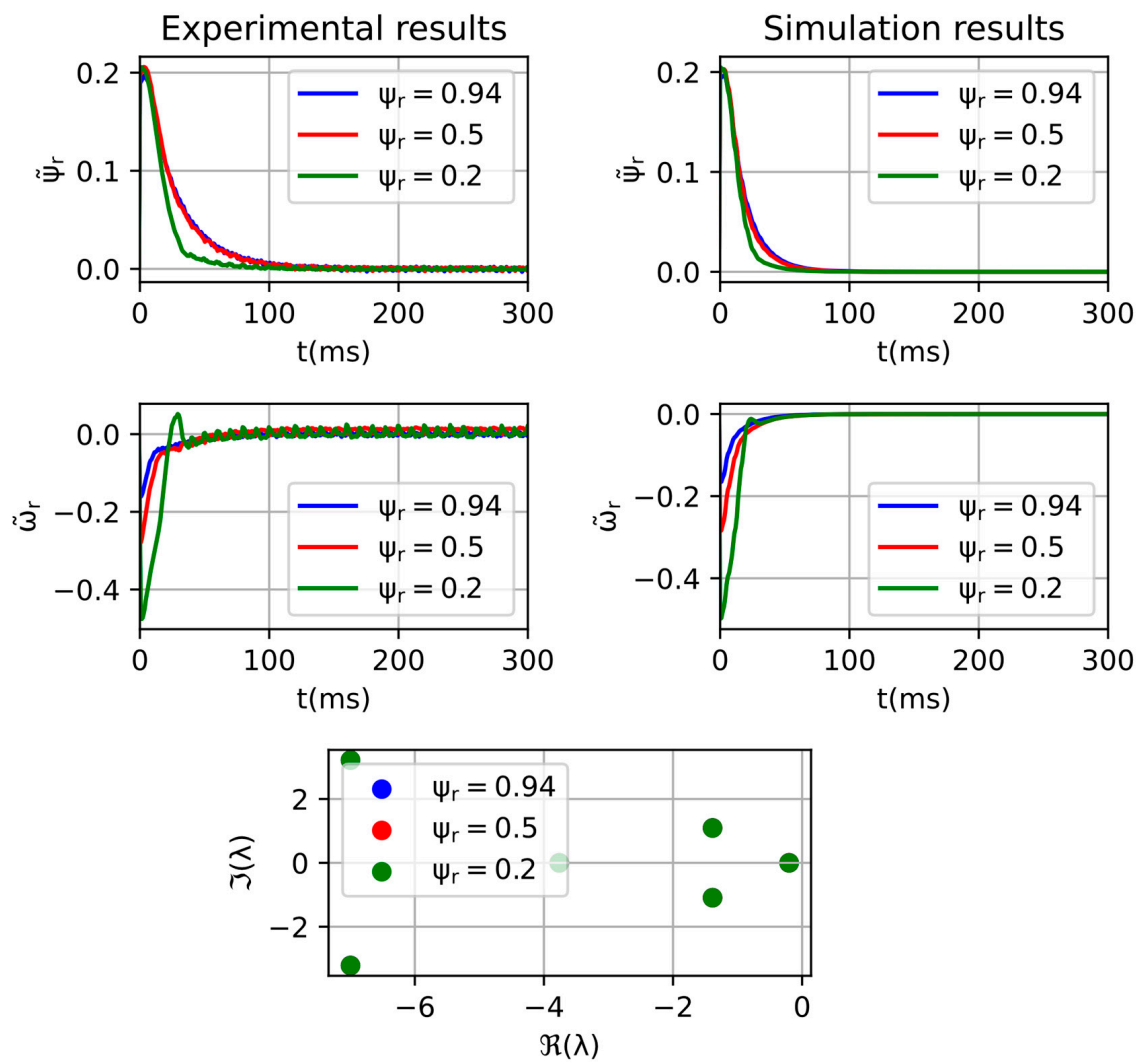 Experimental results
Simulation results
0.2
0.1
0.0
ψ̃r
ψr = 0.94
ψr = 0.5
ψr = 0.2
0 100 200 300
t(ms)
0.2
0.1
0.0
ψ̃r
ψr = 0.94
ψr = 0.5
ψr = 0.2
0 100 200 300
t(ms)
0.0
−0.2
−0.4
ω̃r
ψr = 0.94
ψr = 0.5
ψr = 0.2
0 100 200 300
t(ms)
0.0
−0.2
−0.4
ω̃r
ψr = 0.94
ψr = 0.5
ψr = 0.2
0 100 200 300
t(ms)
2
0
−2
ℑ(λ)
ψr = 0.94
ψr = 0.5
ψr = 0.2
−6 −4 −2 0
ℜ(λ)